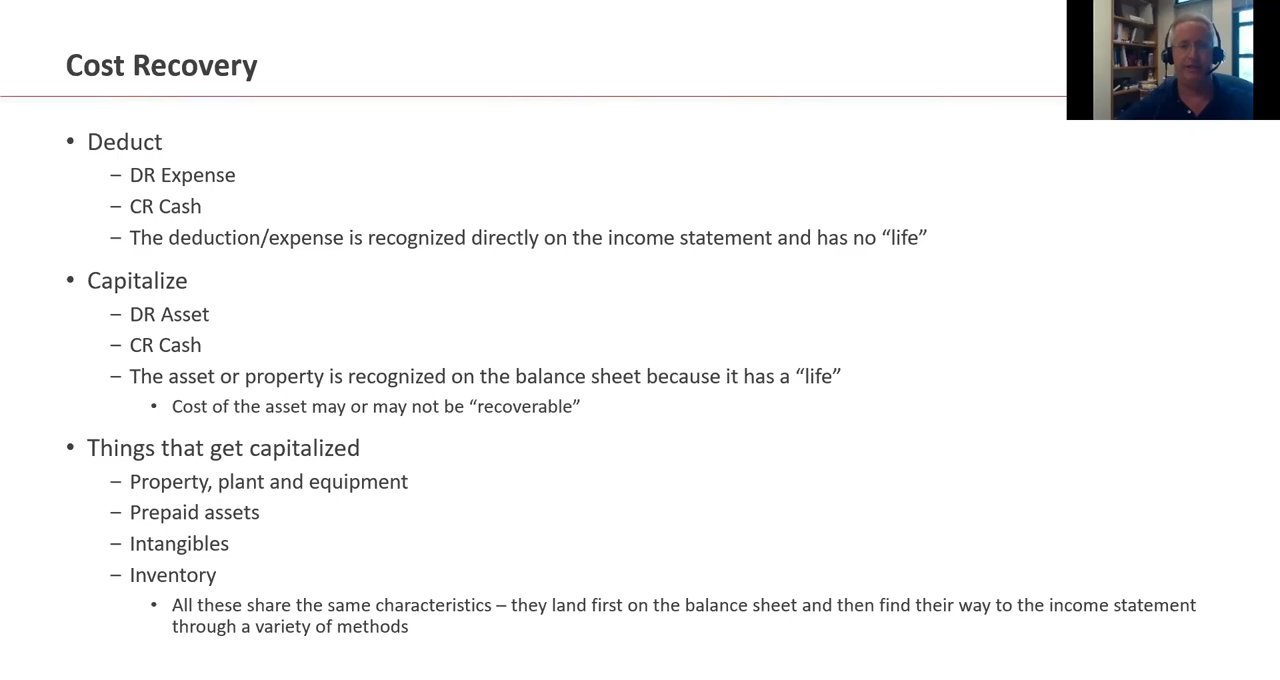 Cost Recovery
• Deduct
– DR Expense
– CR Cash
– The deduction/expense is recognized directly on the income statement and has no “life”
• Capitalize
– DR Asset
– CR Cash
– The asset or property is recognized on the balance sheet because it has a “life”
• Cost of the asset may or may not be “recoverable”
• Things that get capitalized
– Property, plant and equipment
– Prepaid assets
– Intangibles
– Inventory
• All these share the same characteristics – they land first on the balance sheet and then find their way to the income statement
through a variety of methods